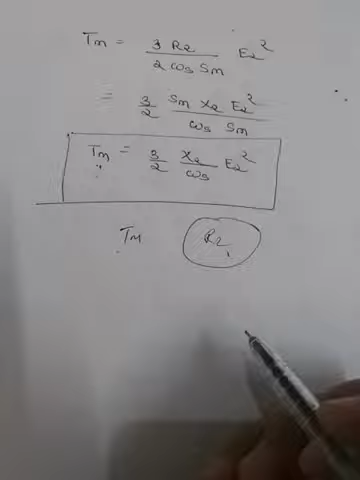 Tm = 3 R2 / 2 ωs Sm E2²
= 3/2 Sm X2 E2² / ωs Sm
Tm = 3/2 X2 / ωs E2²
Tm R2